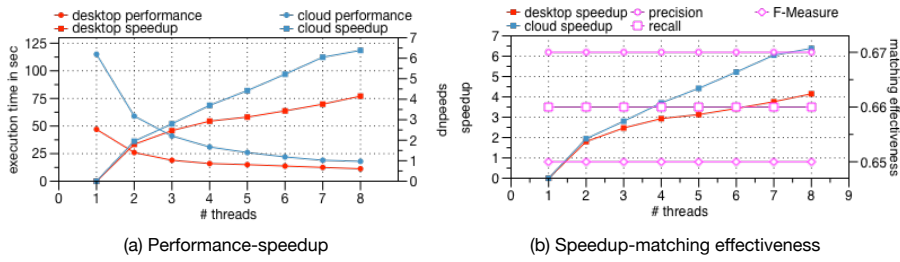 desktop performance
cloud performance
desktop speedup
cloud speedup
execution time in sec
125
100
75
50
25
0
7
6
5
4
3
2
1
0
speedup
0 1 2 3 4 5 6 7 8
# threads
(a) Performance-speedup
desktop speedup
precision
F-Measure
cloud speedup
recall
speedup
7
6
5
4
3
2
1
0
0.67
0.66
0.65
matching effectiveness
0 1 2 3 4 5 6 7 8 9
# threads
(b) Speedup-matching effectiveness